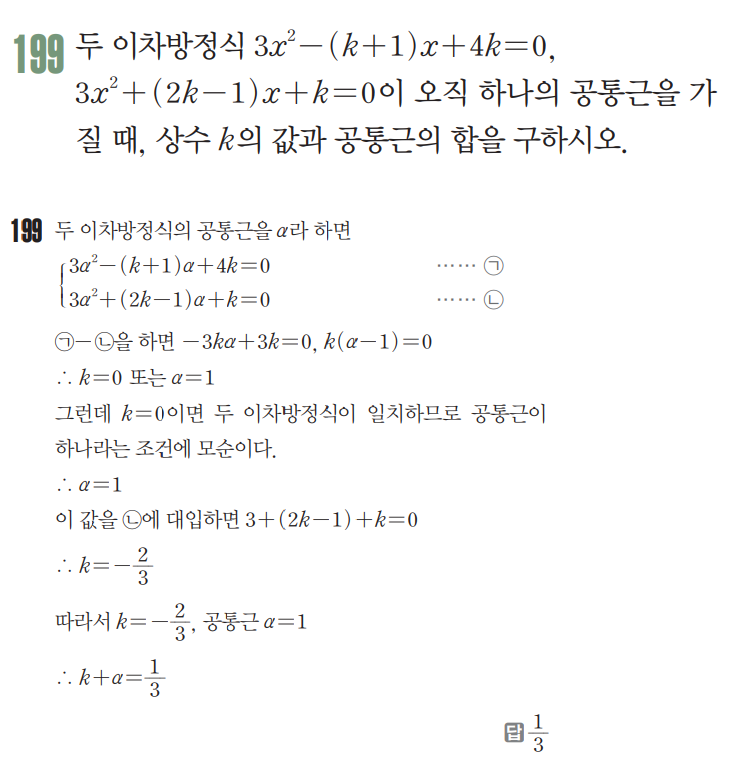 199 두 이차방정식 3x²-(k+1)x+4k=0,
3x²+(2k-1)x+k=0이 오직 하나의 공통근을 가
질 때, 상수 k의 값과 공통근의 합을 구하시오.
199 두 이차방정식의 공통근을 α라 하면
3α²-(k+1)α+4k=0 …… ㉠
3α²+(2k-1)α+k=0 …… ㉡
㉠-㉡을 하면 -3kα+3k=0, k(α-1)=0
∴ k=0 또는 α=1
그런데 k=0이면 두 이차방정식이 일치하므로 공통근이
하나라는 조건에 모순이다.
∴ α=1
이 값을 ㉡에 대입하면 3+(2k-1)+k=0
∴ k=-2/3
따라서 k=-2/3, 공통근 α=1
∴ k+α=1/3
답 1/3